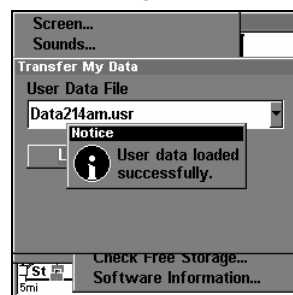 Screen...
Sounds...
Transfer My Data
User Data File
Data214am.usr
Notice
L
User data loaded
successfully.
Check Free Storage...
St
Software Information...
5mi